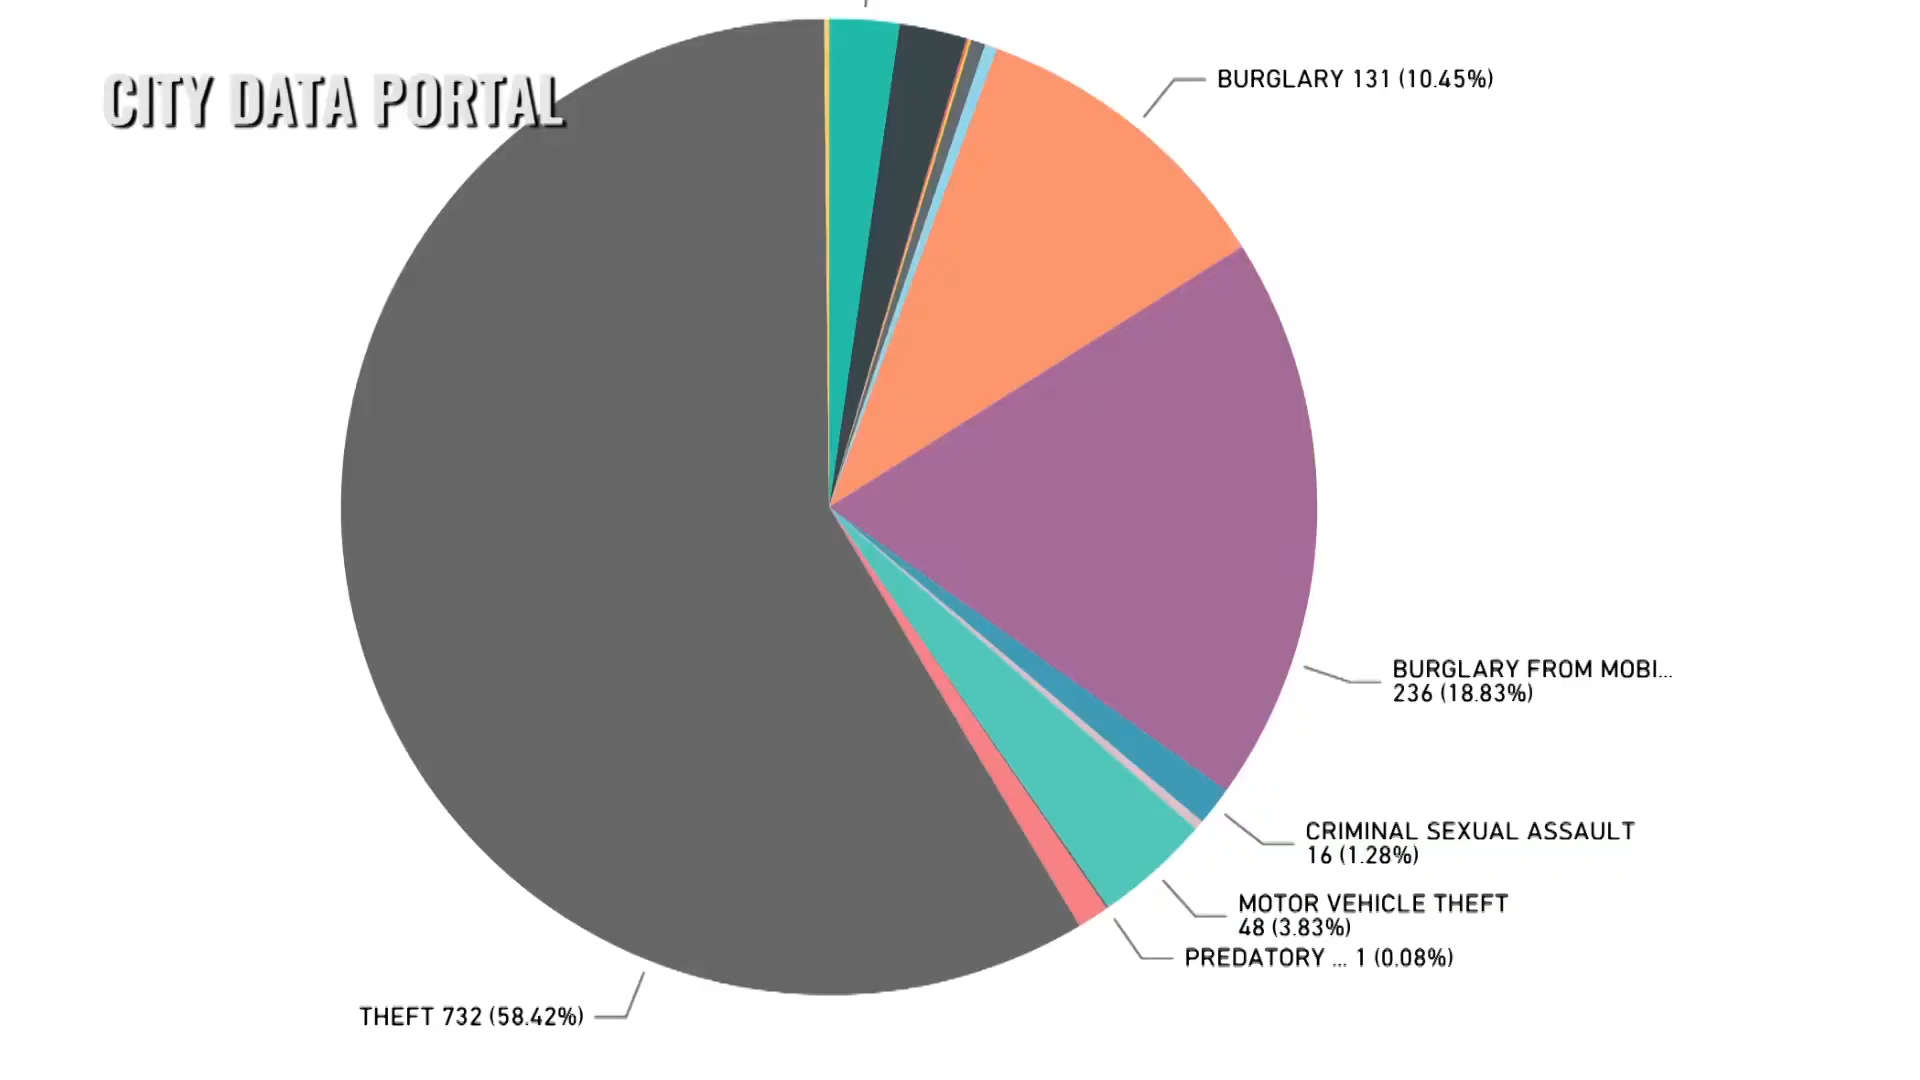 CITY DATA PORTAL
BURGLARY 131 (10.45%)
BURGLARY FROM MOBI...
236 (18.83%)
CRIMINAL SEXUAL ASSAULT
16 (1.28%)
MOTOR VEHICLE THEFT
48 (3.83%)
PREDATORY ... 1 (0.08%)
THEFT 732 (58.42%)